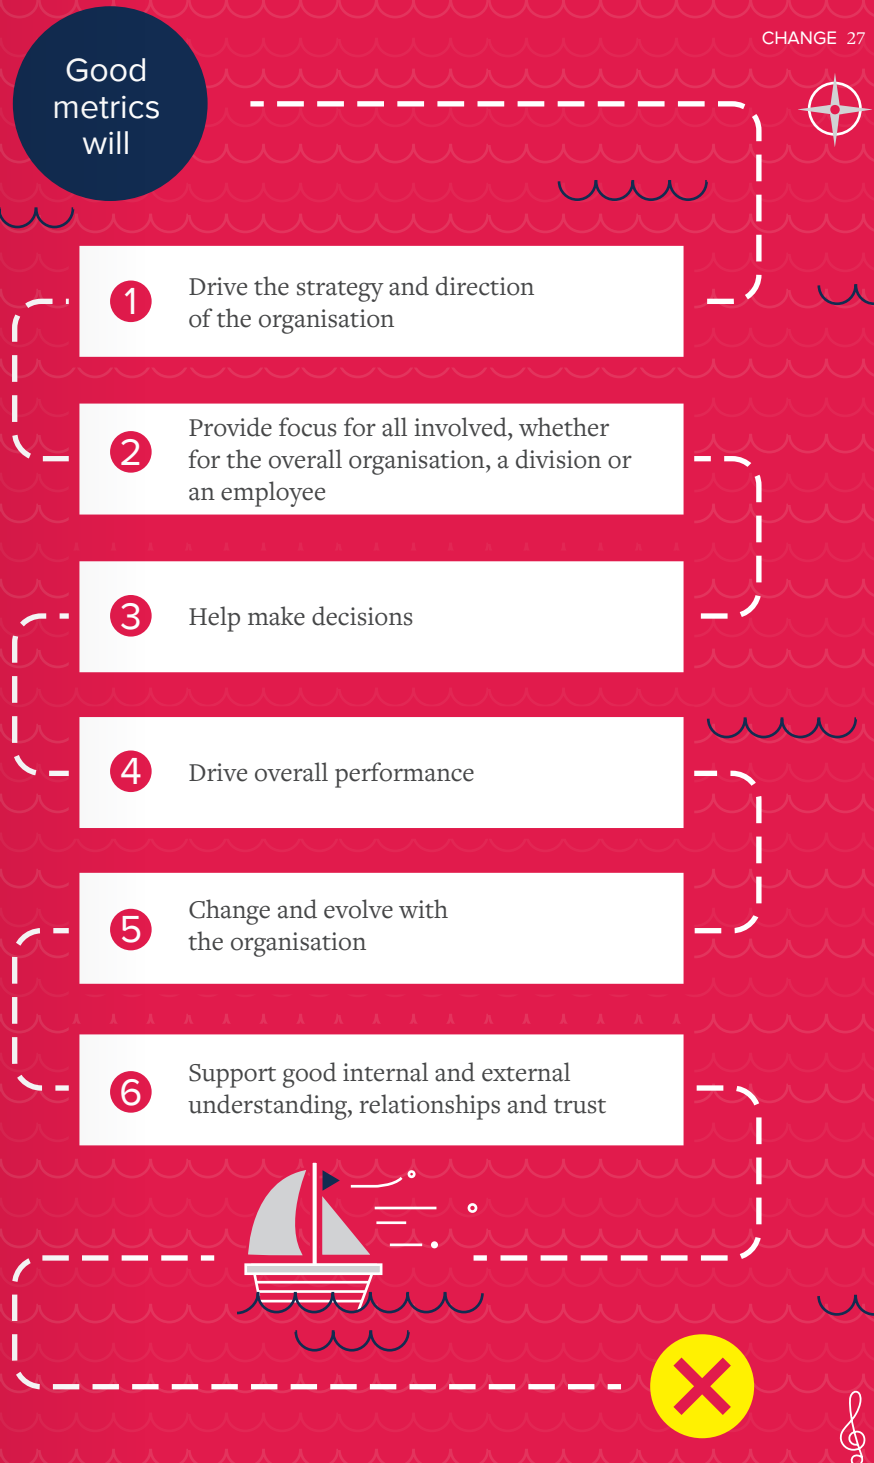 CHANGE 27
Good
metrics
will
1
Drive the strategy and direction
of the organisation
2
Provide focus for all involved, whether
for the overall organisation, a division or
an employee
3
Help make decisions
4
Drive overall performance
5
Change and evolve with
the organisation
6
Support good internal and external
understanding, relationships and trust